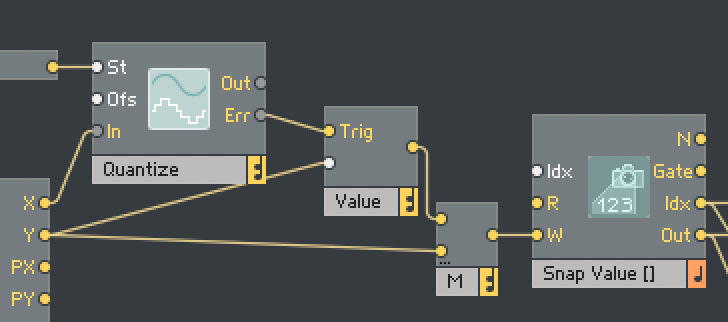 St
Ofs
In
Out
Err
Quantize
X
Y
PX
PY
Trig
Value
...
M
Idx
R
W
123
N
Gate
Idx
Out
Snap Value []